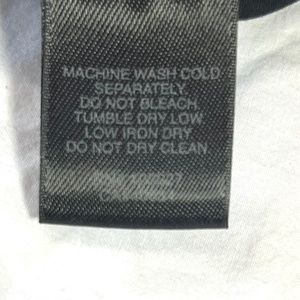 MACHINE WASH COLD
SEPARATELY.
DO NOT BLEACH.
TUMBLE DRY LOW.
LOW IRON DRY
DO NOT DRY CLEAN.